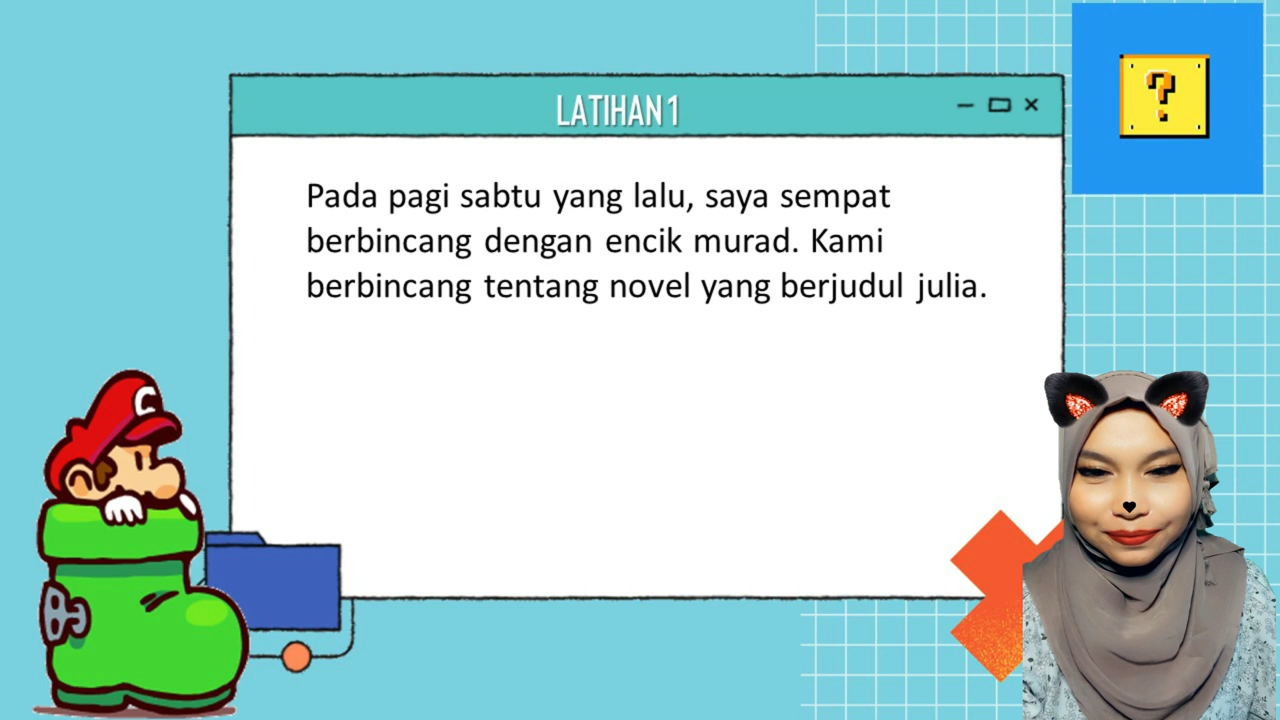 LATIHAN 1
Pada pagi sabtu yang lalu, saya sempat
berbincang dengan encik murad. Kami
berbincang tentang novel yang berjudul julia.
?
C